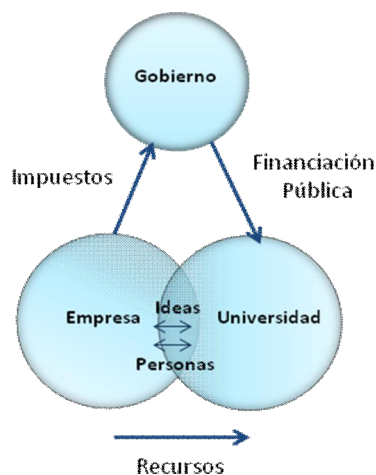 Gobierno
Impuestos
Financiación
Pública
Empresa
Ideas
Universidad
Personas
Recursos